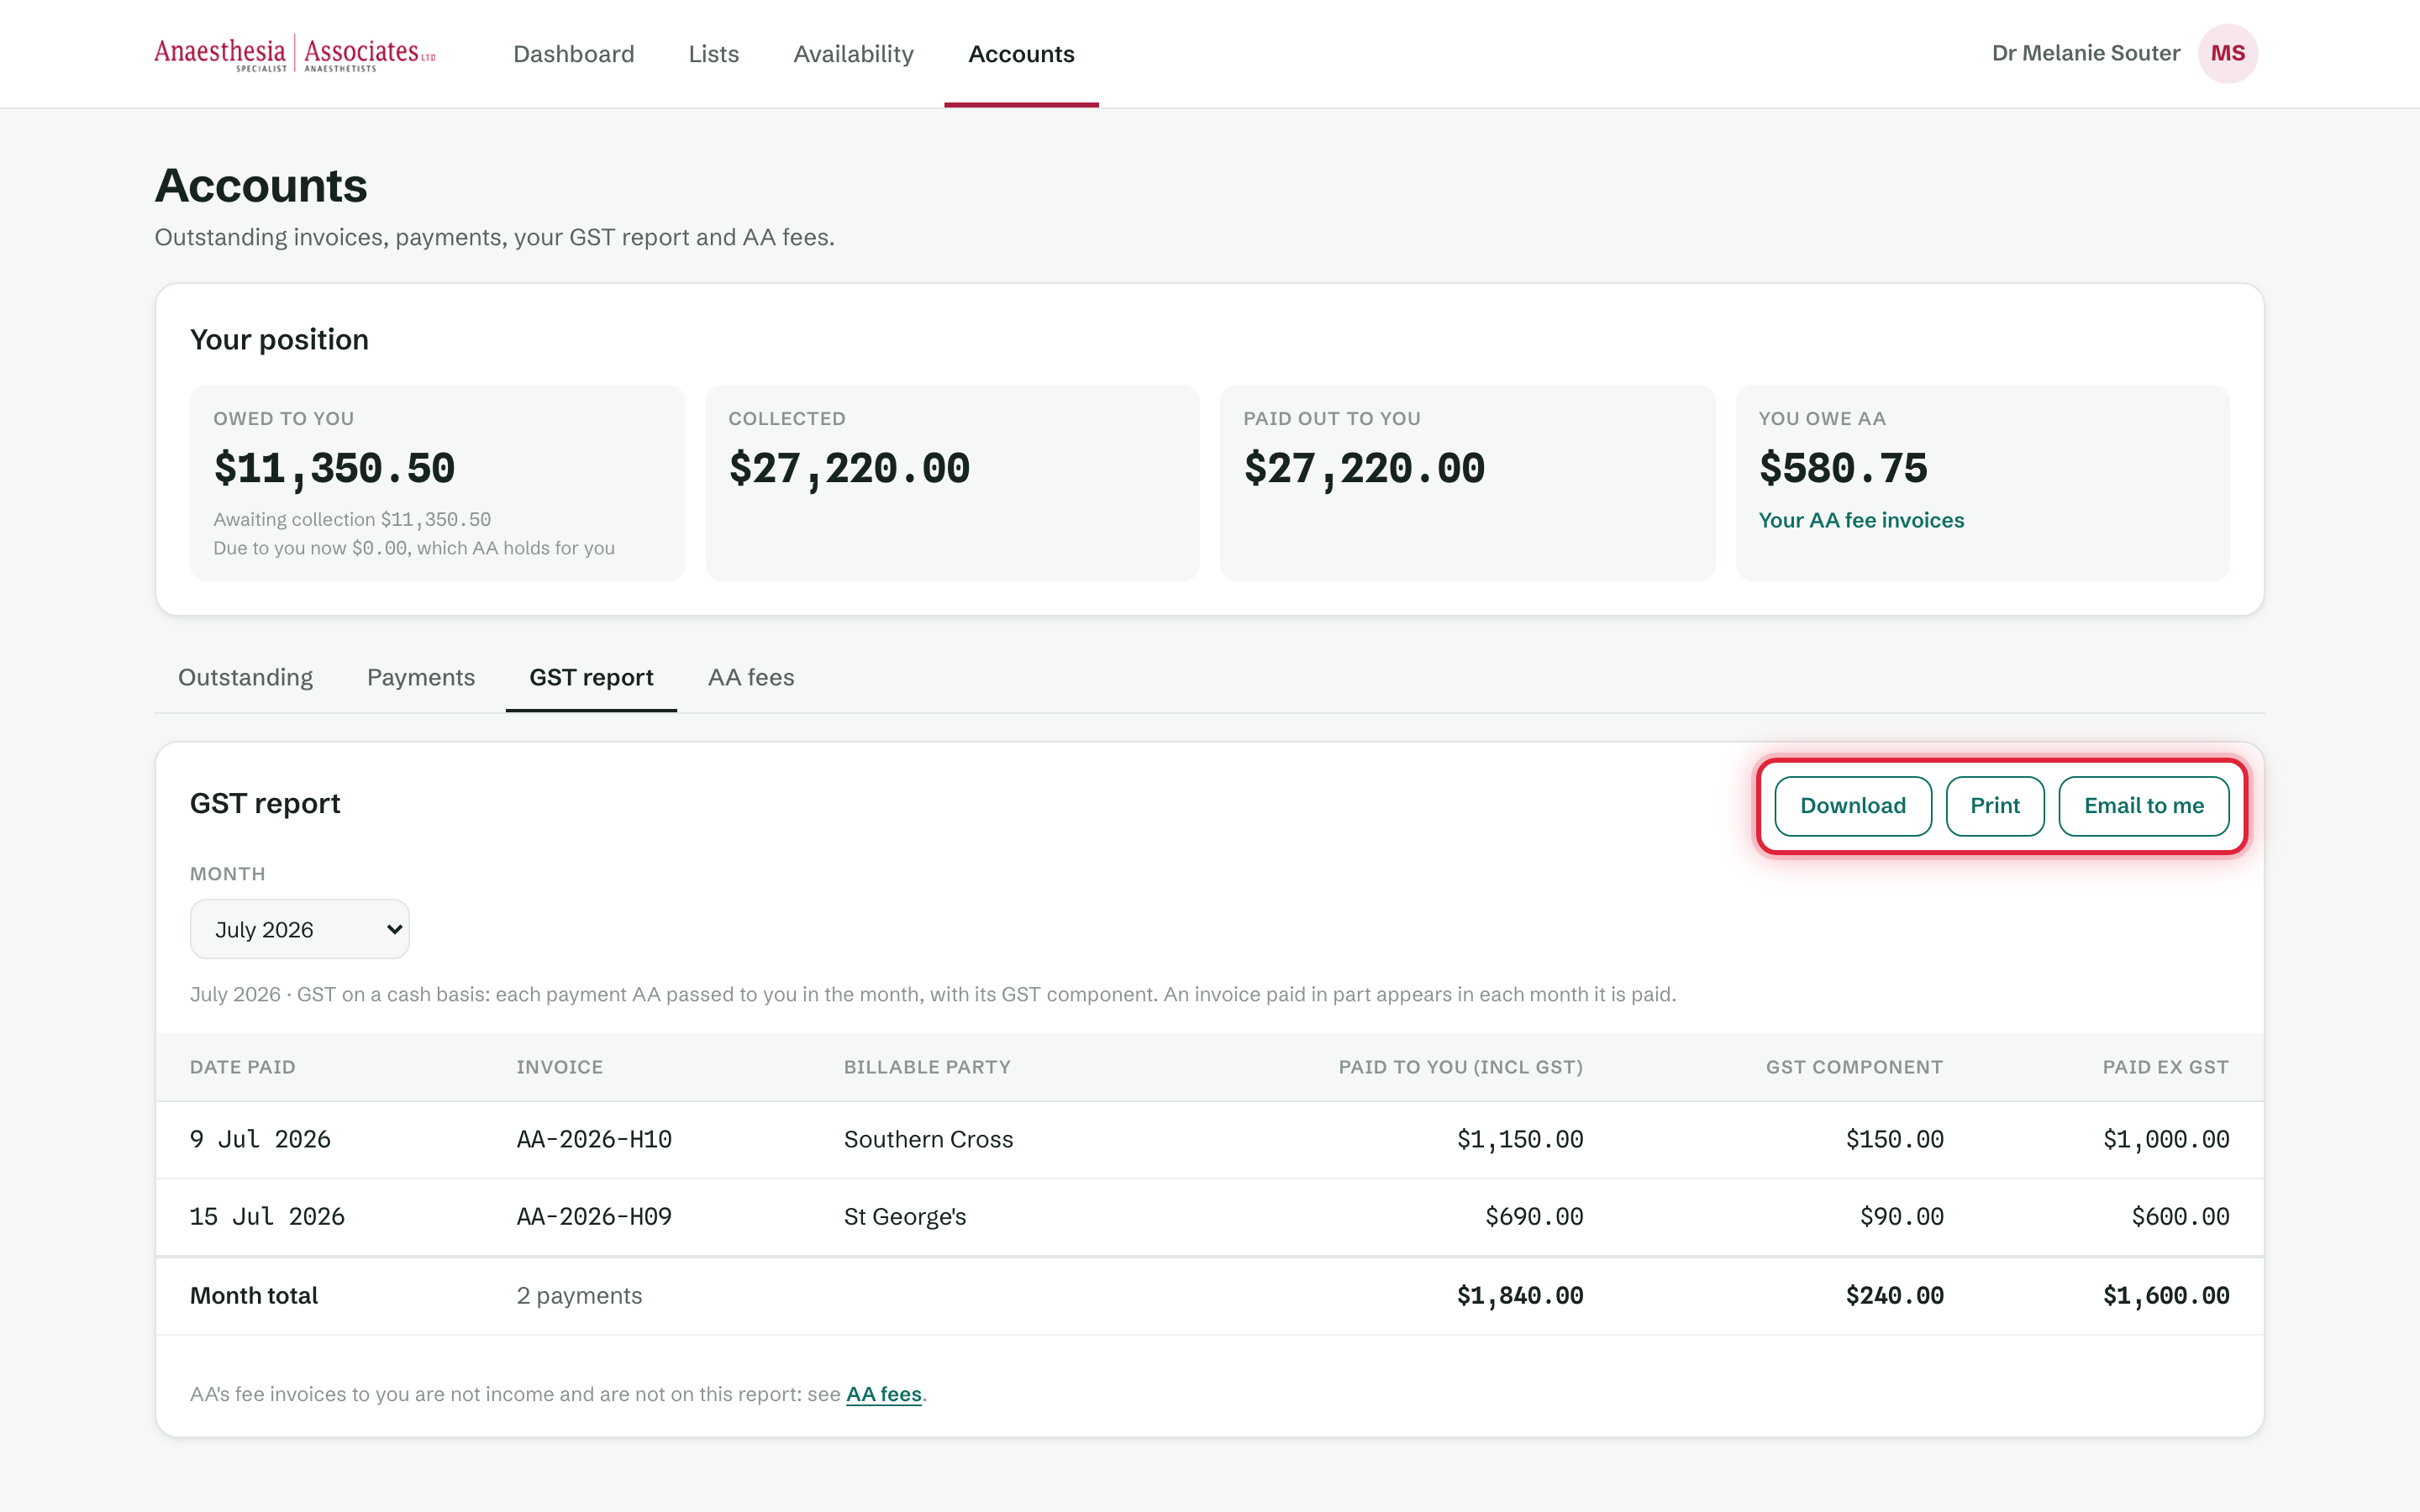 Anaesthesia | Associates LTD
SPECIALIST ANAESTHETISTS
Dashboard Lists Availability Accounts
Dr Melanie Souter MS
Accounts
Outstanding invoices, payments, your GST report and AA fees.
Your position
OWED TO YOU
$11,350.50
Awaiting collection $11,350.50
Due to you now $0.00, which AA holds for you
COLLECTED
$27,220.00
PAID OUT TO YOU
$27,220.00
YOU OWE AA
$580.75
Your AA fee invoices
Outstanding Payments GST report AA fees
GST report
Download Print Email to me
MONTH
July 2026
July 2026 · GST on a cash basis: each payment AA passed to you in the month, with its GST component. An invoice paid in part appears in each month it is paid.
DATE PAID INVOICE BILLABLE PARTY PAID TO YOU (INCL GST) GST COMPONENT PAID EX GST
9 Jul 2026 AA-2026-H10 Southern Cross $1,150.00 $150.00 $1,000.00
15 Jul 2026 AA-2026-H09 St George's $690.00 $90.00 $600.00
Month total 2 payments $1,840.00 $240.00 $1,600.00
AA's fee invoices to you are not income and are not on this report: see AA fees.